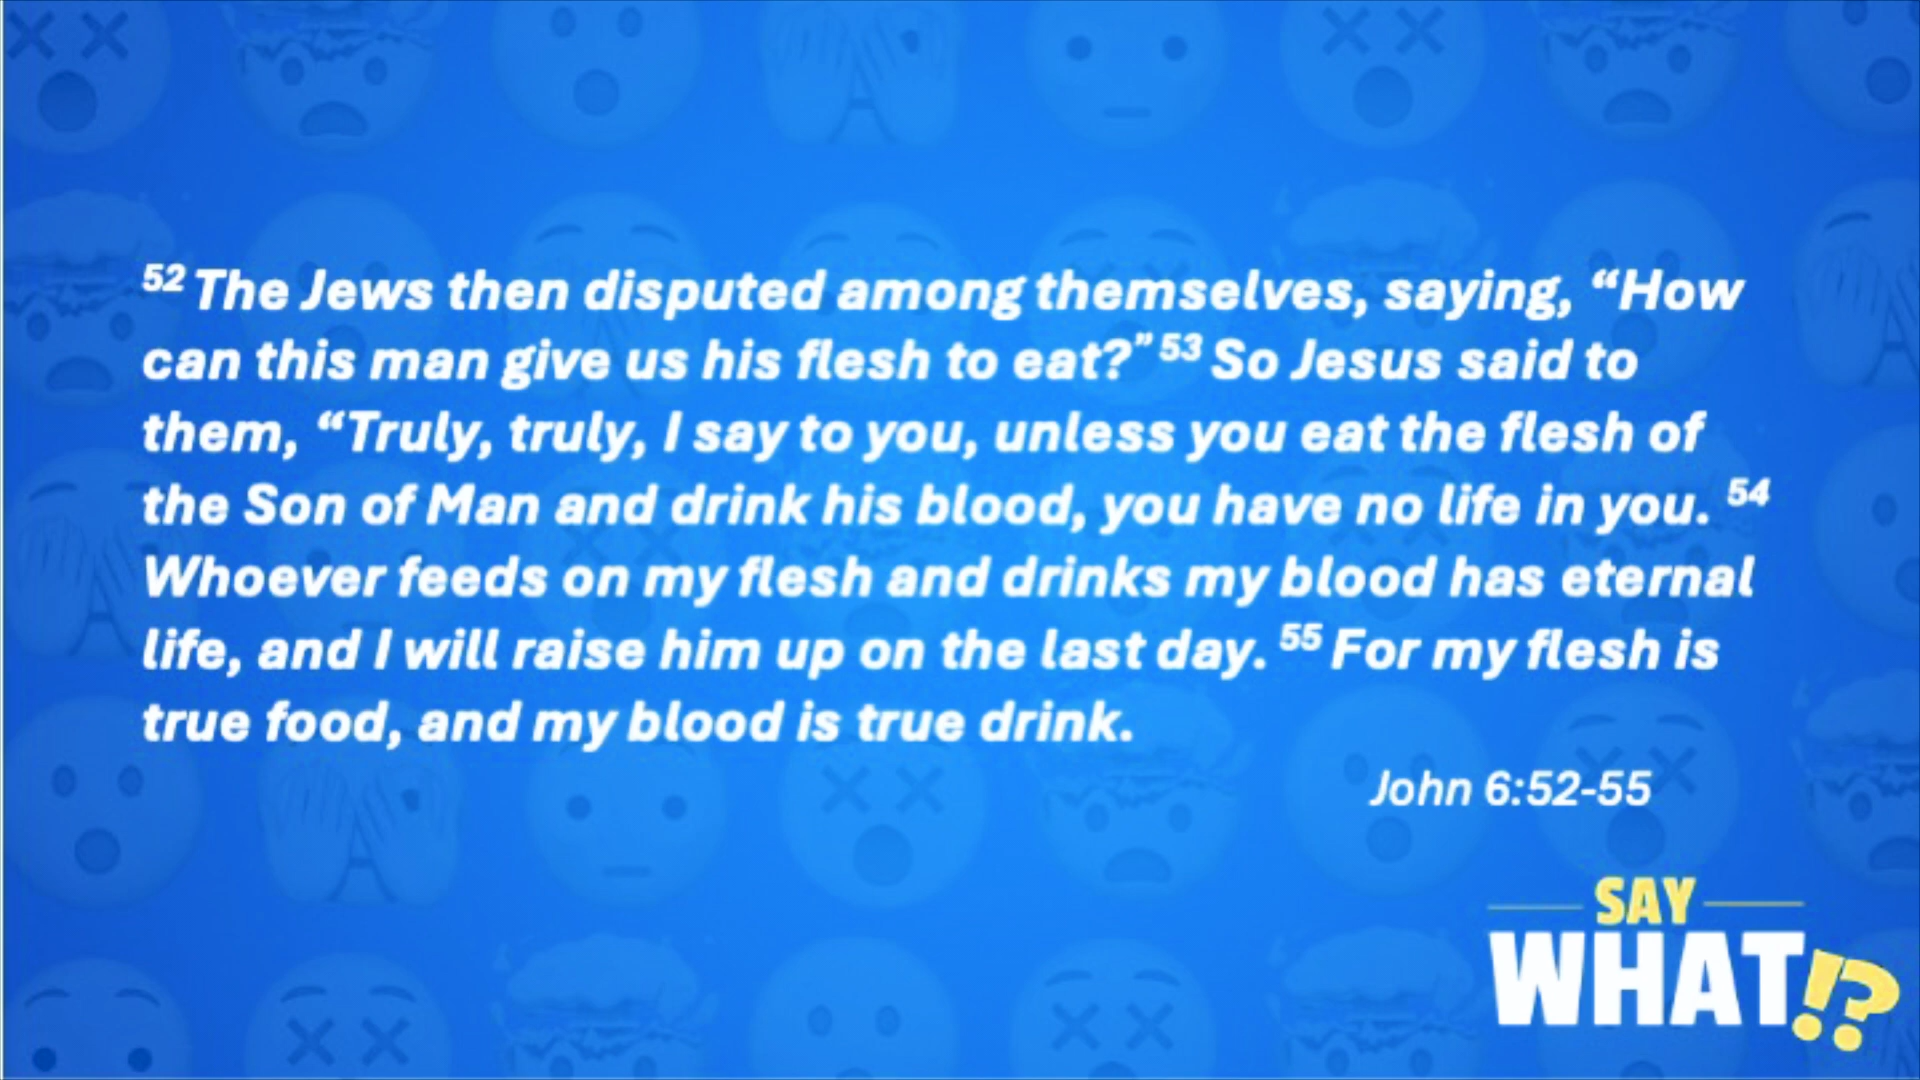 52 The Jews then disputed among themselves, saying, “How
can this man give us his flesh to eat?” 53 So Jesus said to
them, “Truly, truly, I say to you, unless you eat the flesh of
the Son of Man and drink his blood, you have no life in you. 54
Whoever feeds on my flesh and drinks my blood has eternal
life, and I will raise him up on the last day. 55 For my flesh is
true food, and my blood is true drink.
John 6:52-55
SAY
WHAT!?